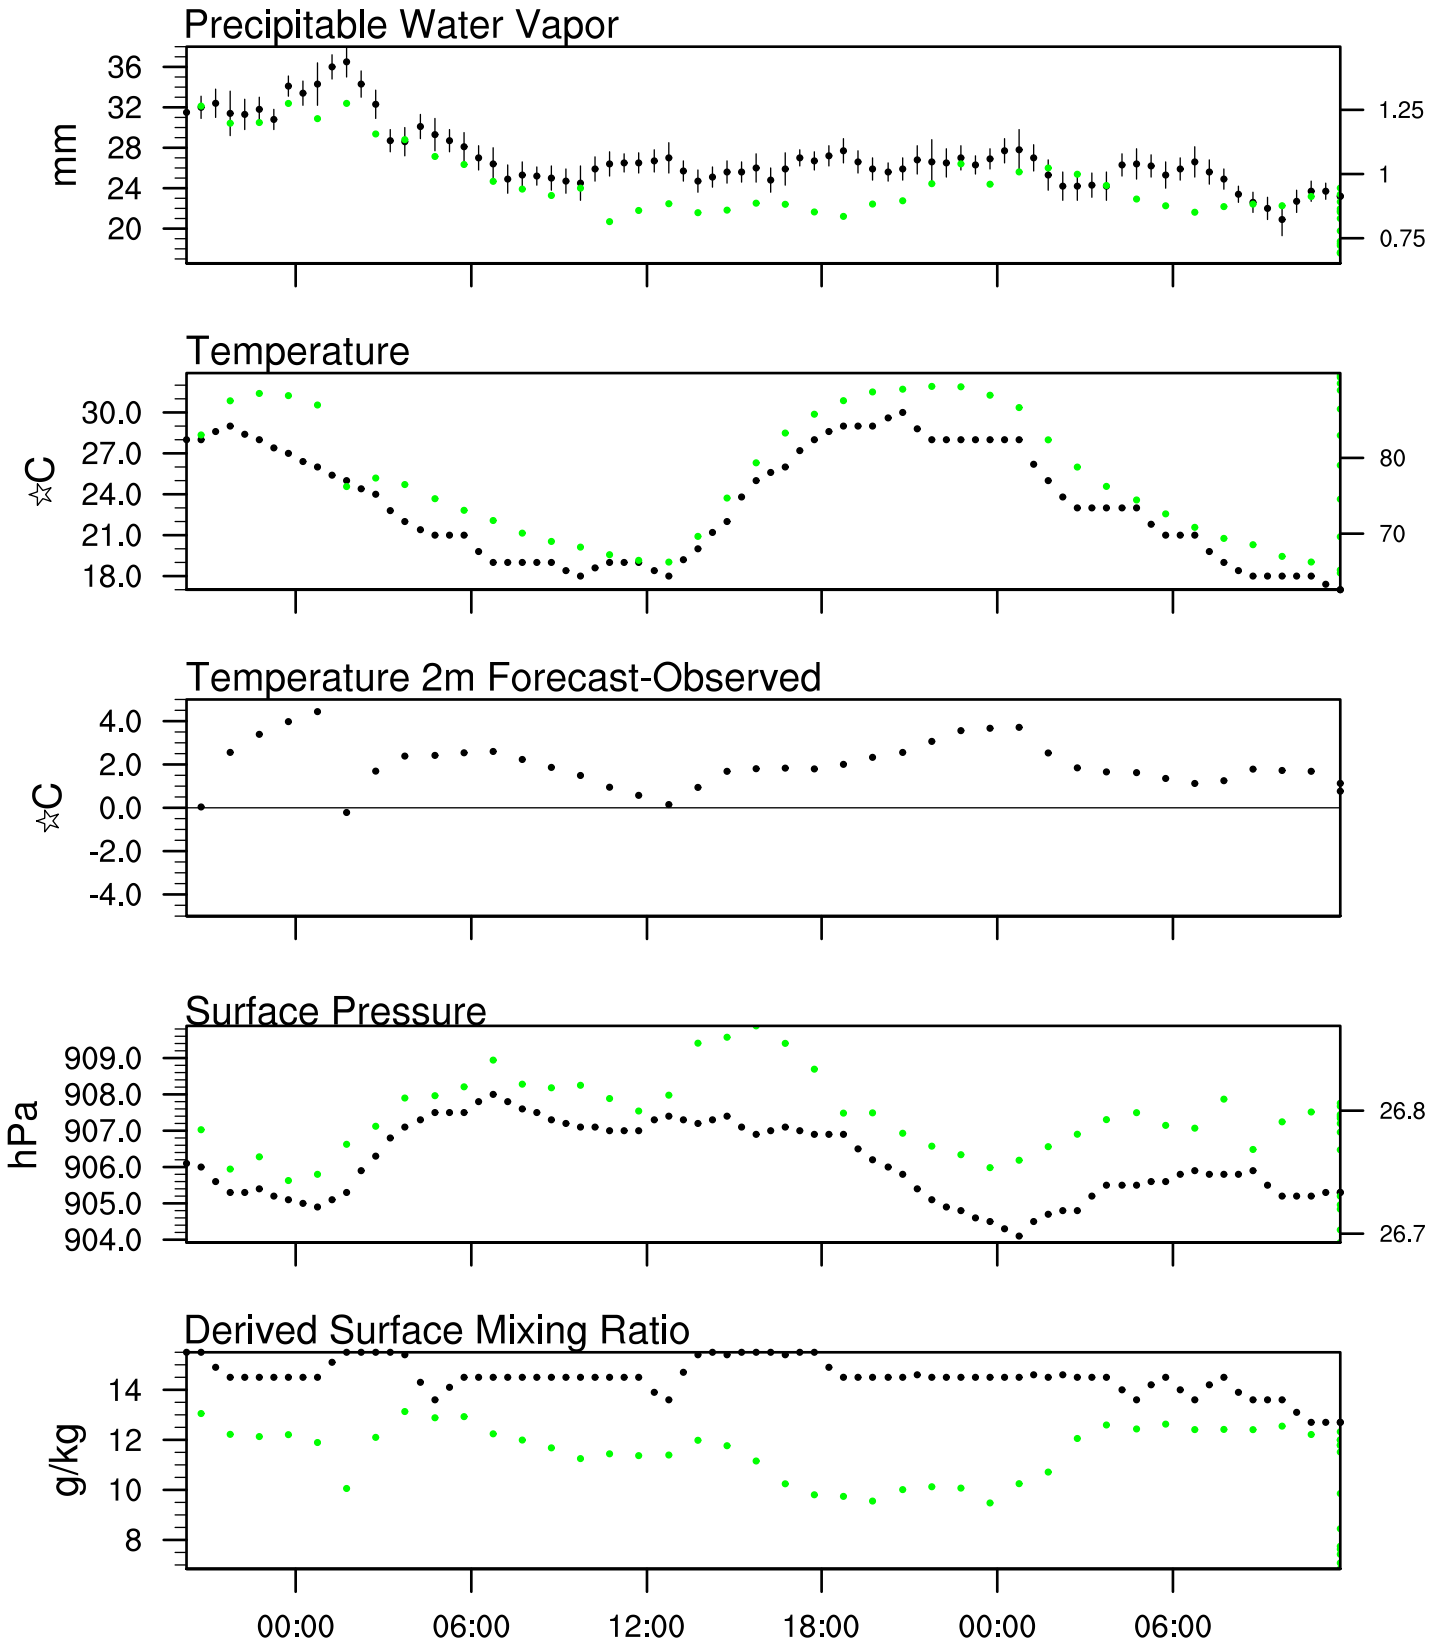 Precipitable Water Vapor
mm
36
32
28
24
20
1.25
1
0.75
Temperature
☆C
30.0
27.0
24.0
21.0
18.0
80
70
Temperature 2m Forecast-Observed
☆C
4.0
2.0
0.0
-2.0
-4.0
Surface Pressure
hPa
909.0
908.0
907.0
906.0
905.0
904.0
26.8
26.7
Derived Surface Mixing Ratio
g/kg
14
12
10
8
00:00 06:00 12:00 18:00 00:00 06:00